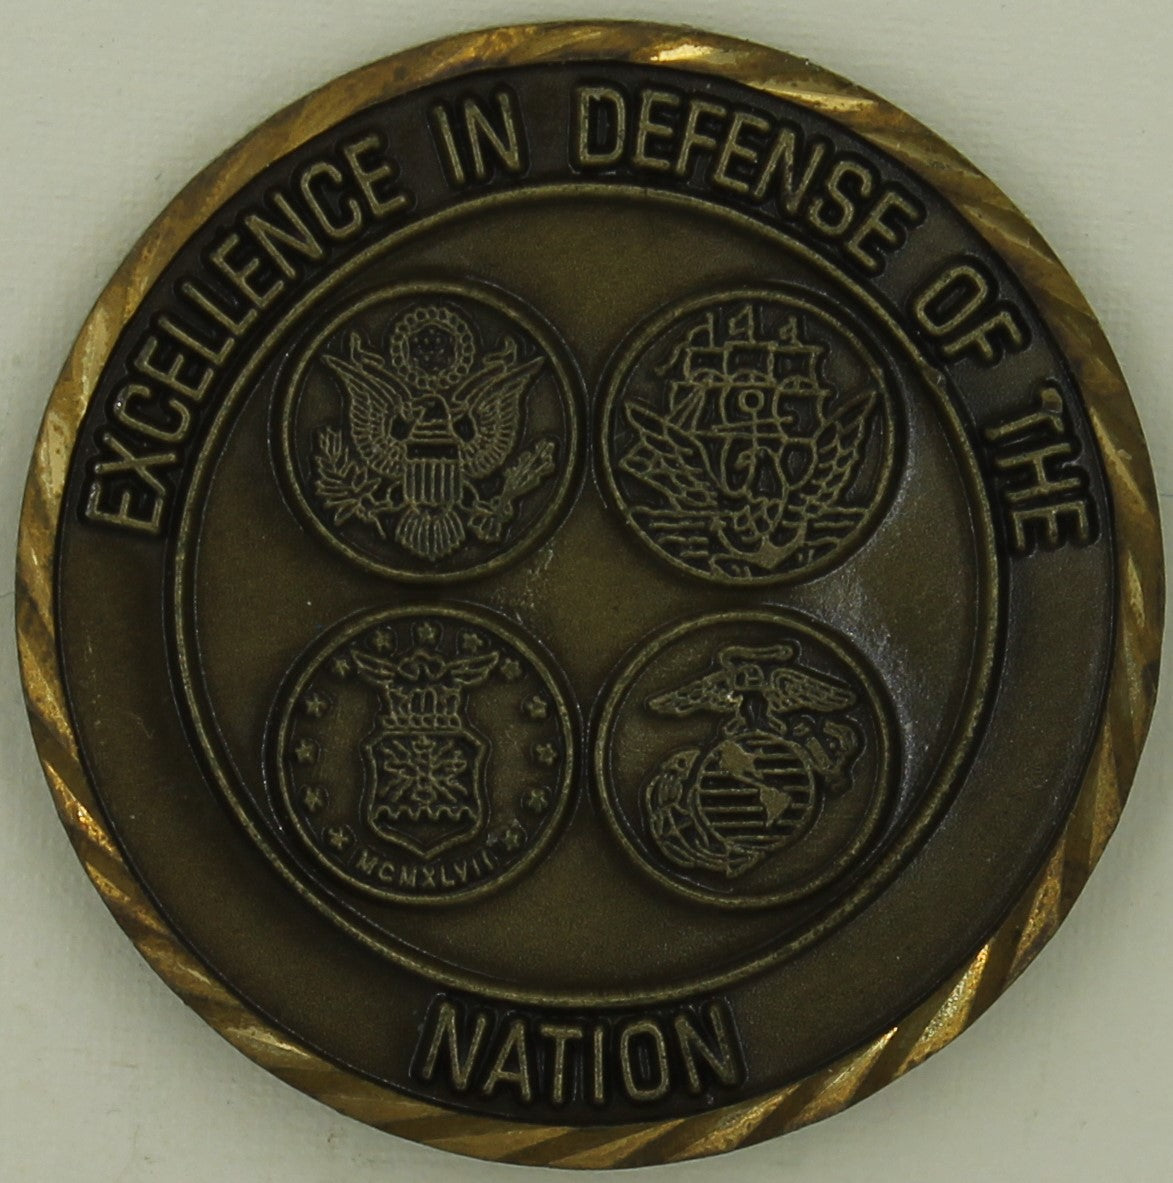 EXCELLENCE IN DEFENSE OF THE
NATION
MCMXLVII